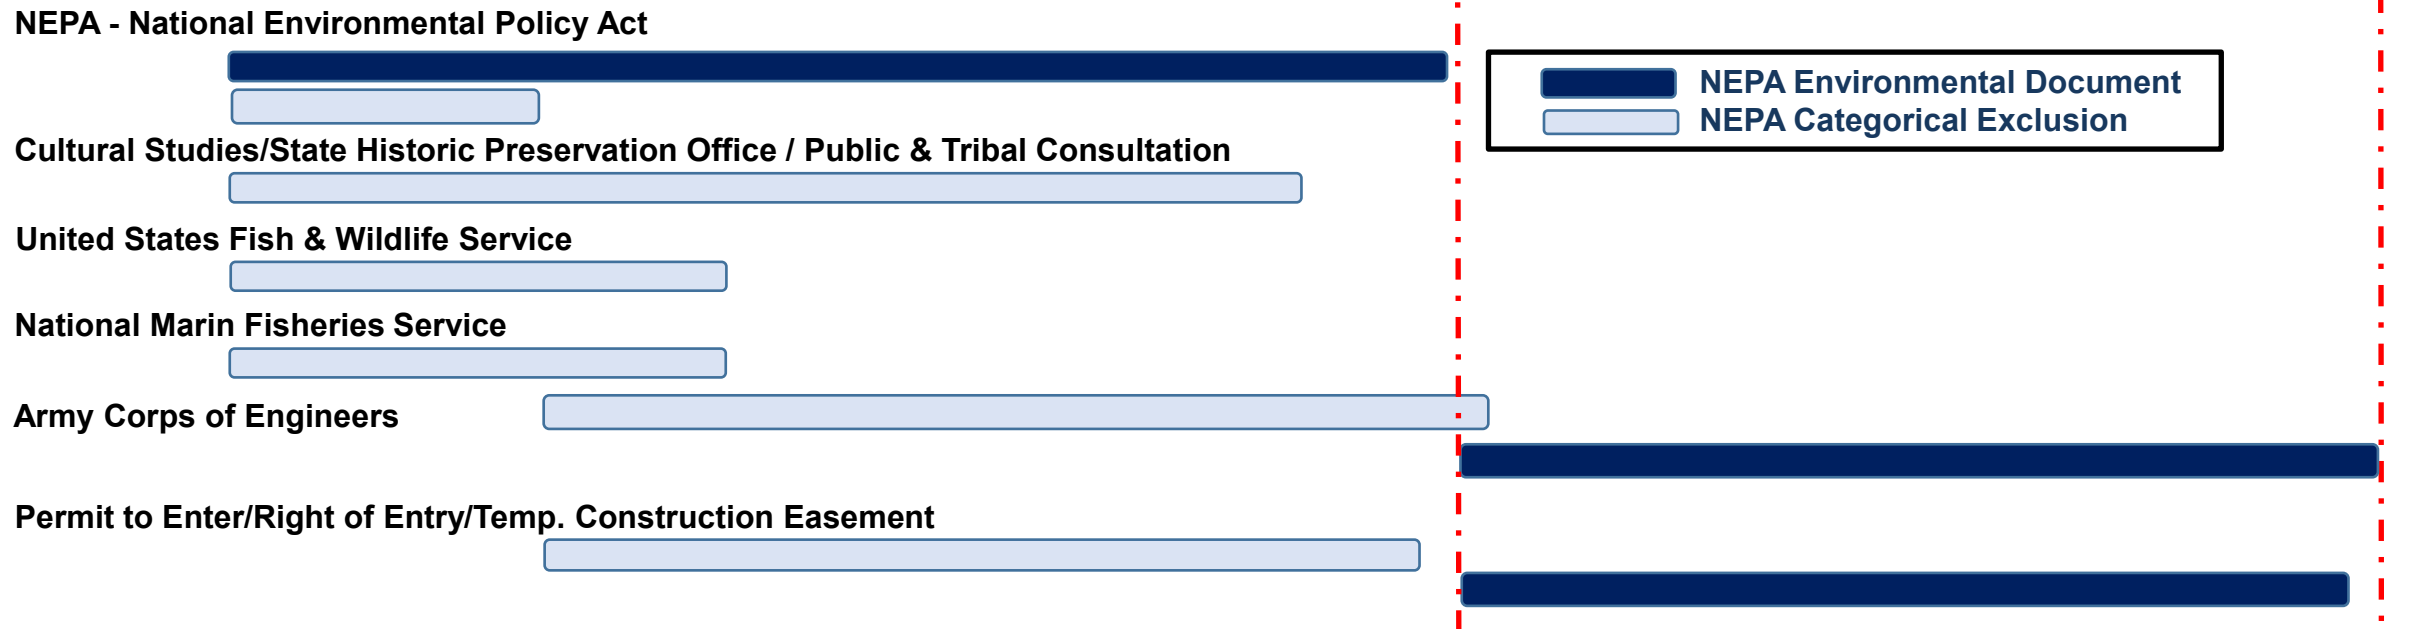 NEPA - National Environmental Policy Act
NEPA Environmental Document
NEPA Categorical Exclusion
Cultural Studies/State Historic Preservation Office / Public & Tribal Consultation
United States Fish & Wildlife Service
National Marin Fisheries Service
Army Corps of Engineers
Permit to Enter/Right of Entry/Temp. Construction Easement